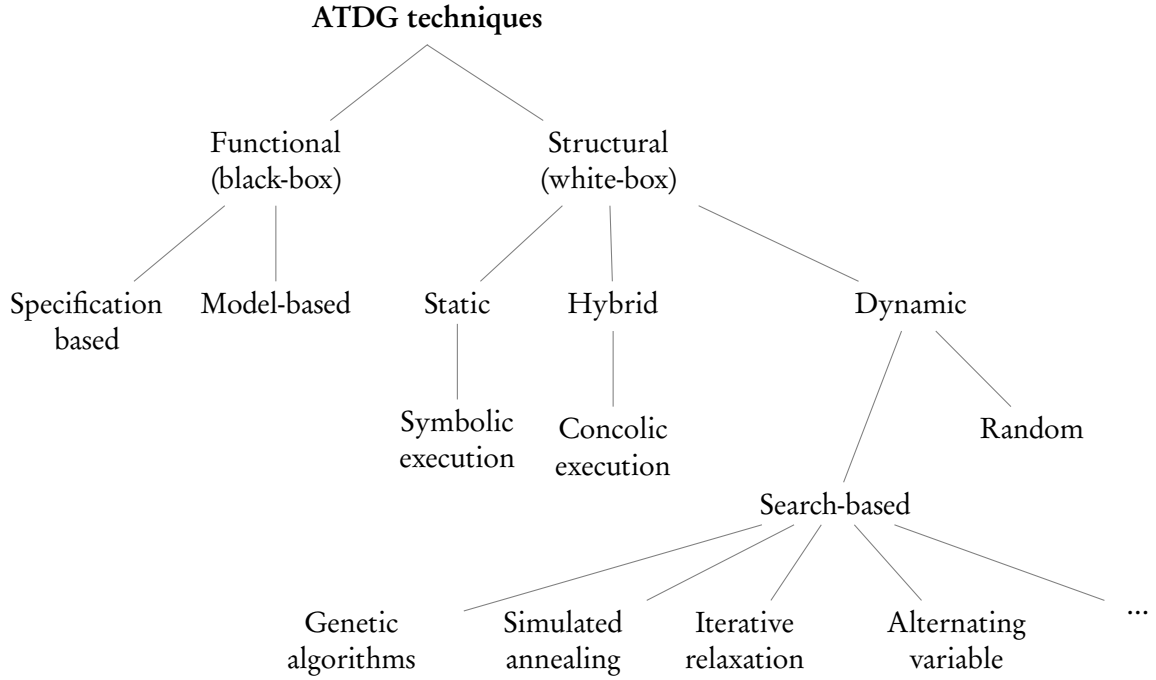 ATDG techniques
Functional
(black-box)
Structural
(white-box)
Specification
based
Model-based
Static
Hybrid
Dynamic
Symbolic
execution
Concolic
execution
Random
Search-based
Genetic
algorithms
Simulated
annealing
Iterative
relaxation
Alternating
variable
...